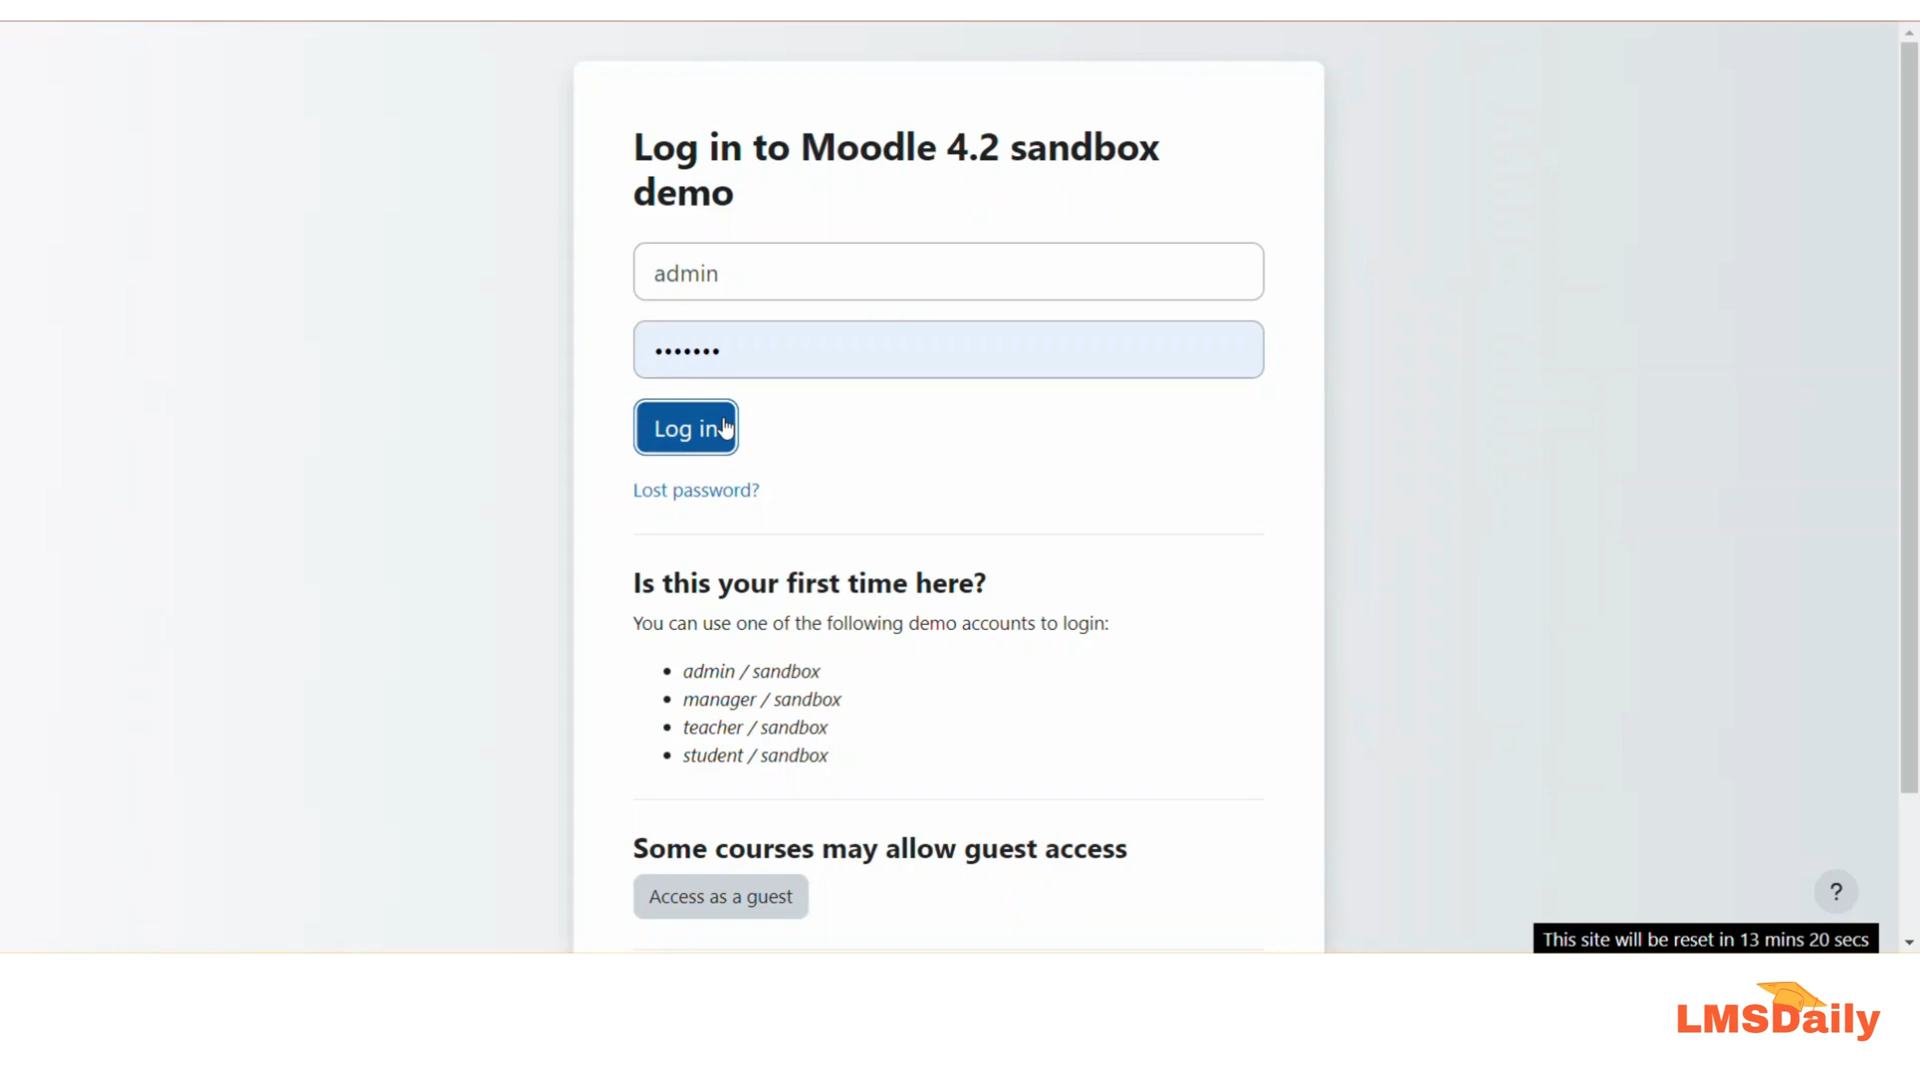 Log in to Moodle 4.2 sandbox
demo
admin
•••••••
Log in
Lost password?
Is this your first time here?
You can use one of the following demo accounts to login:
• admin / sandbox
• manager / sandbox
• teacher / sandbox
• student / sandbox
Some courses may allow guest access
Access as a guest
?
This site will be reset in 13 mins 20 secs
LMSDaily